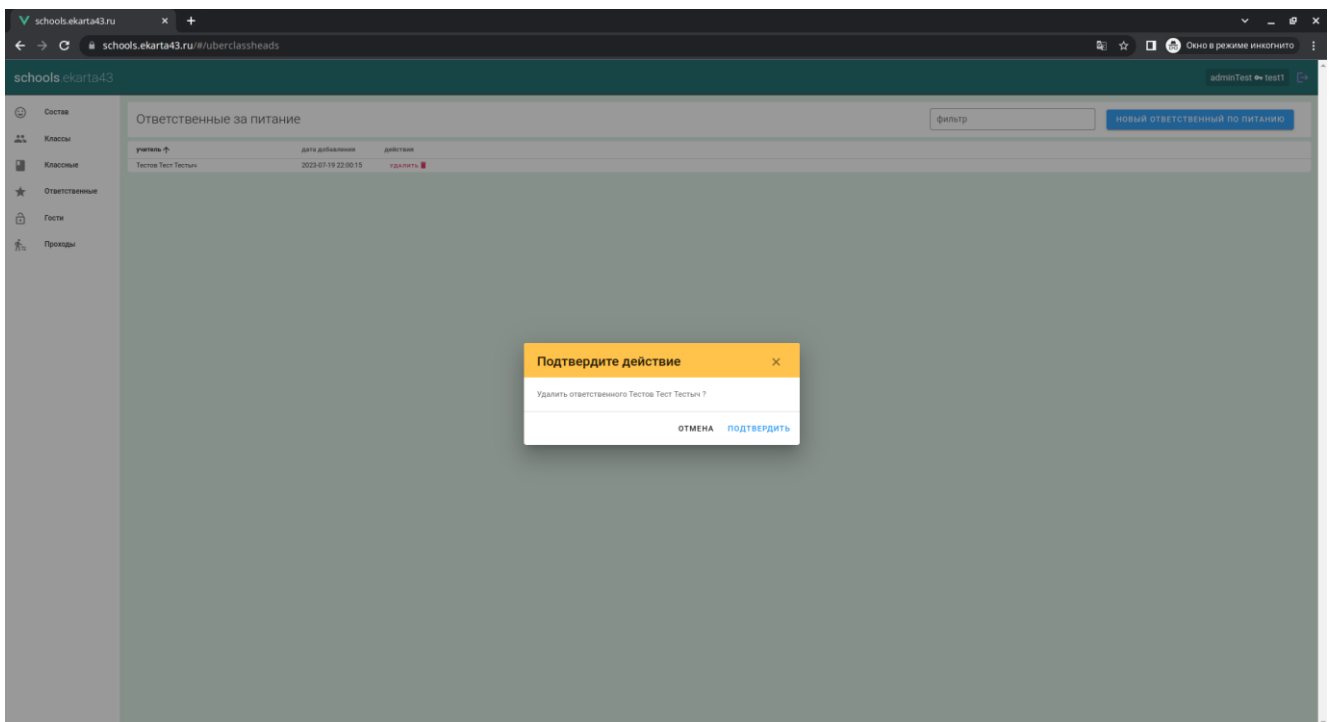 schools.ekarta43.ru
schools.ekarta43.ru/#/uberclassheads
Окно в режиме инкогнито
schools.ekarta43
adminTest test1
Состав
Классы
Классные
Ответственные
Гости
Проходы
Ответственные за питание
фильтр
НОВЫЙ ОТВЕТСТВЕННЫЙ ПО ПИТАНИЮ
учитель дата добавления действия
Тестов Тест Тестыч 2023-07-19 22:00:15 УДАЛИТЬ
Подтвердите действие
Удалить ответственного Тестов Тест Тестыч ?
ОТМЕНА ПОДТВЕРДИТЬ